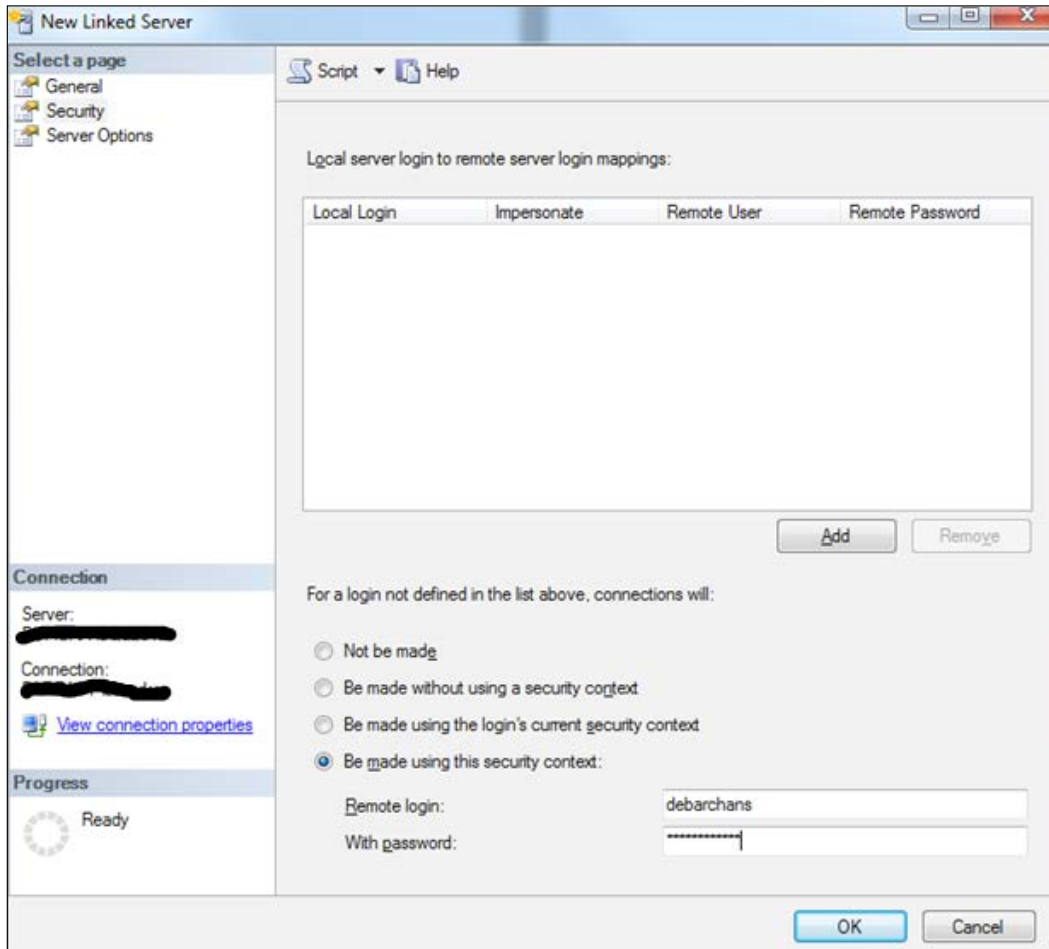 New Linked Server
Select a page
General
Security
Server Options
Script Help
Local server login to remote server login mappings:
Local Login Impersonate Remote User Remote Password
Add Remove
Connection
Server:
Connection:
View connection properties
Progress
Ready
For a login not defined in the list above, connections will:
Not be made
Be made without using a security context
Be made using the login's current security context
Be made using this security context:
Remote login: debarchans
With password: ************
OK Cancel